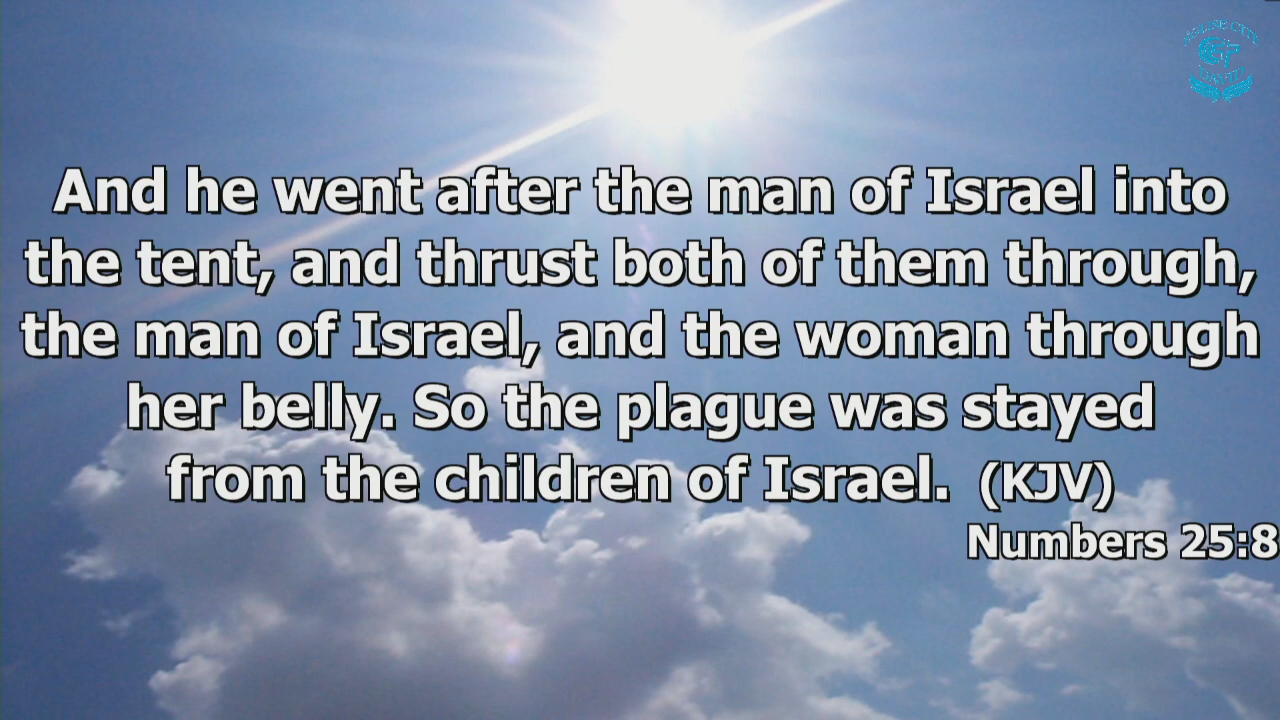 And he went after the man of Israel into
the tent, and thrust both of them through,
the man of Israel, and the woman through
her belly. So the plague was stayed
from the children of Israel. (KJV)
Numbers 25:8